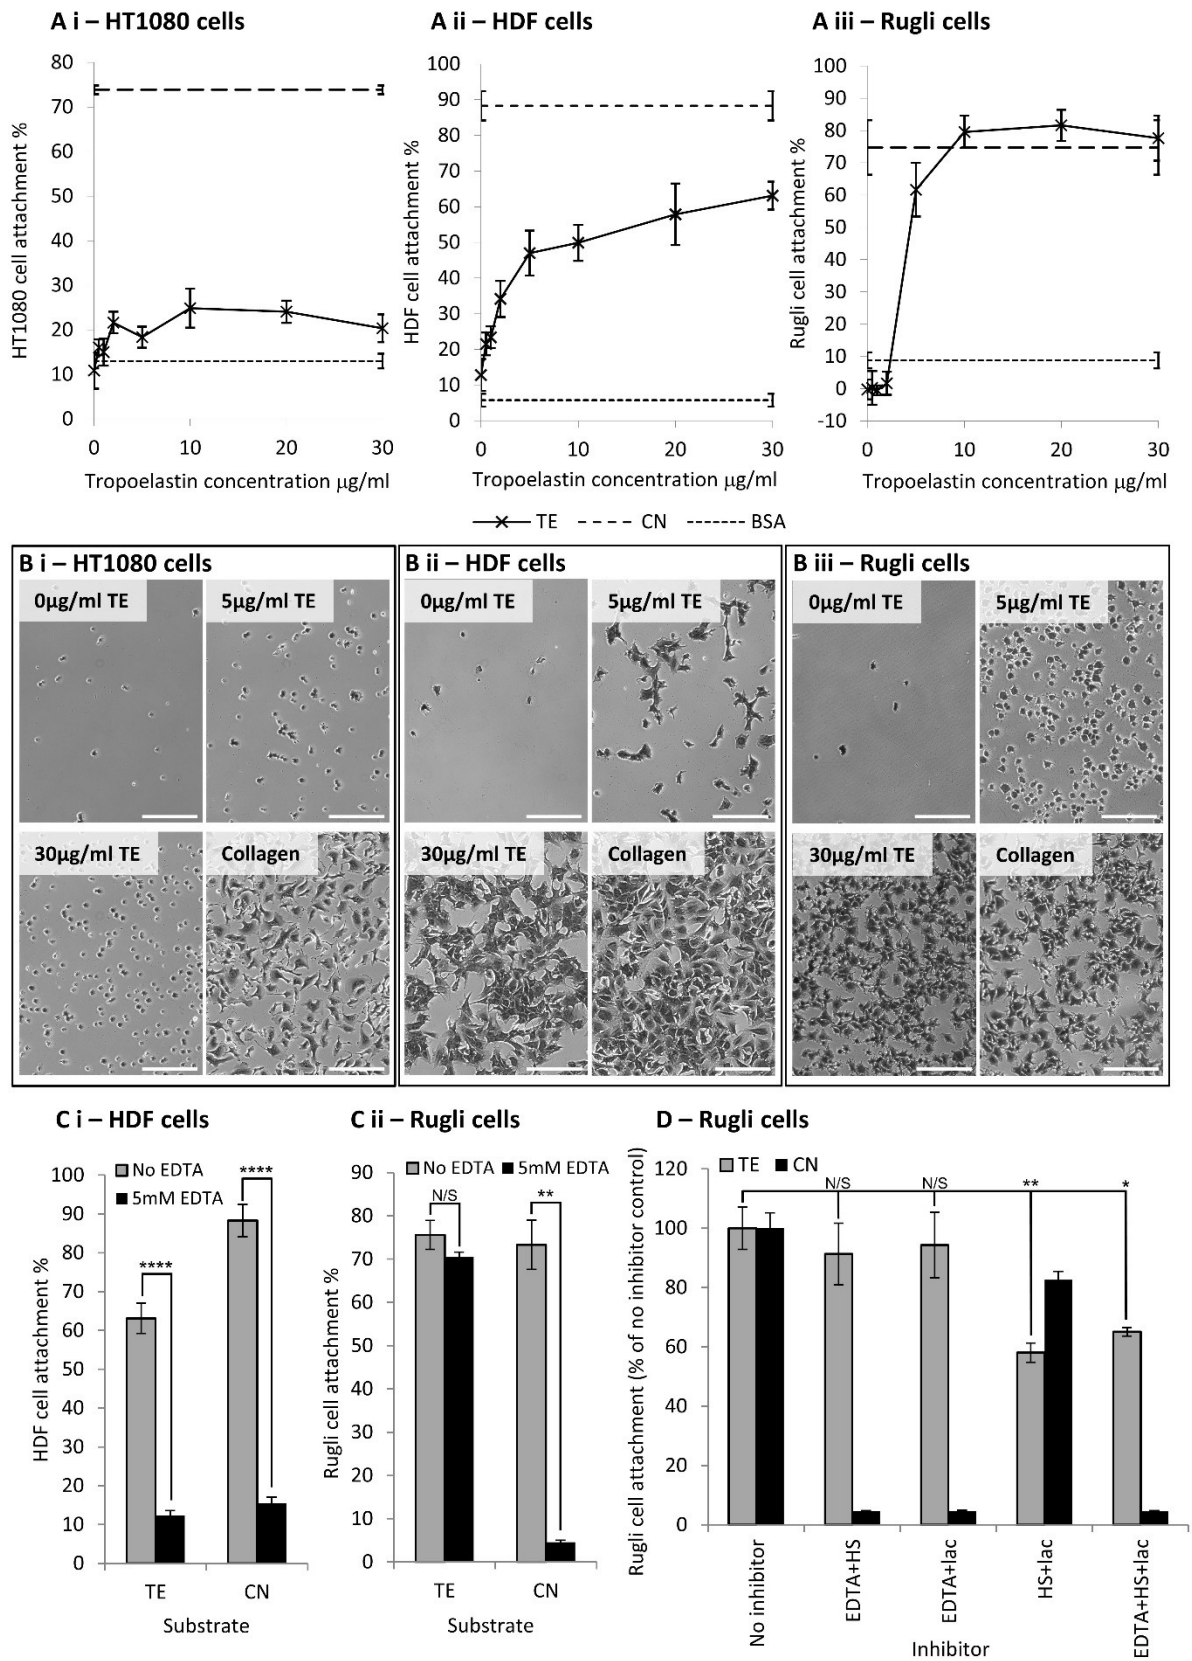 A i – HT1080 cells
A ii – HDF cells
A iii – Rugli cells
80
70
60
50
40
30
20
10
0
HT1080 cell attachment %
0
10
20
30
Tropoelastin concentration µg/ml
100
90
80
70
60
50
40
30
20
10
0
HDF cell attachment %
0
10
20
30
Tropoelastin concentration µg/ml
100
90
80
70
60
50
40
30
20
10
0
-10
Rugli cell attachment %
0
10
20
30
Tropoelastin concentration µg/ml
TE
CN
BSA
B i – HT1080 cells
0µg/ml TE
5µg/ml TE
30µg/ml TE
Collagen
B ii – HDF cells
0µg/ml TE
5µg/ml TE
30µg/ml TE
Collagen
B iii – Rugli cells
0µg/ml TE
5µg/ml TE
30µg/ml TE
Collagen
C i – HDF cells
No EDTA
5mM EDTA
****
****
100
90
80
70
60
50
40
30
20
10
0
HDF cell attachment %
TE
CN
Substrate
C ii – Rugli cells
No EDTA
5mM EDTA
N/S
**
90
80
70
60
50
40
30
20
10
0
Rugli cell attachment %
TE
CN
Substrate
D – Rugli cells
TE
CN
N/S
N/S
**
*
120
100
80
60
40
20
0
Rugli cell attachment (% of no inhibitor control)
No inhibitor
EDTA+HS
EDTA+lac
HS+lac
EDTA+HS+lac
Inhibitor